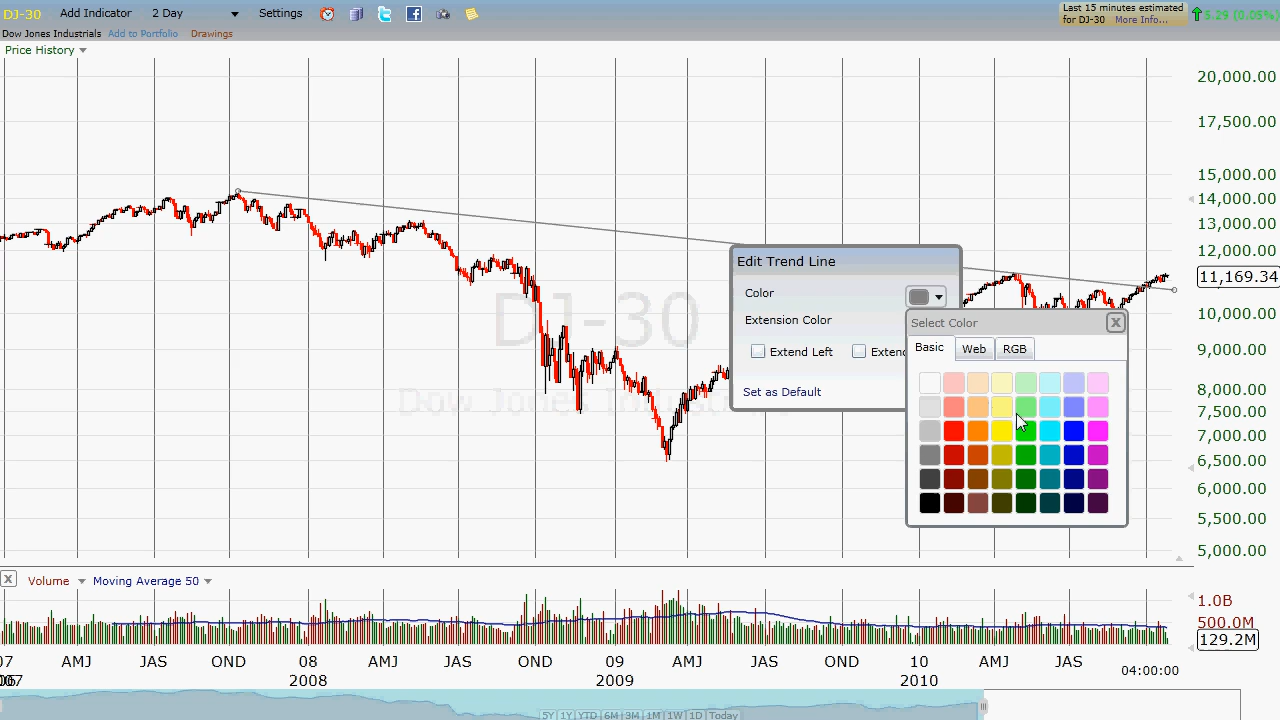 DJ-30 Add Indicator 2 Day Settings
Last 15 minutes estimated
for DJ-30 More Info...
5.29 (0.05%)
Dow Jones Industrials Add to Portfolio Drawings
Price History
20,000.00
17,500.00
15,000.00
14,000.00
13,000.00
12,000.00
11,169.34
10,000.00
9,000.00
8,000.00
7,500.00
7,000.00
6,500.00
6,000.00
5,500.00
5,000.00
DJ-30
Edit Trend Line
Color
Extension Color
Extend Left
Set as Default
Select Color
X
Basic Web RGB
X Volume Moving Average 50
1.0B
500.0M
129.2M
07 AMJ JAS OND 08 AMJ JAS OND 09 AMJ JAS OND 10 AMJ JAS
04:00:00
2008 2009 2010
5Y 1Y YTD 6M 3M 1M 1W 1D Today